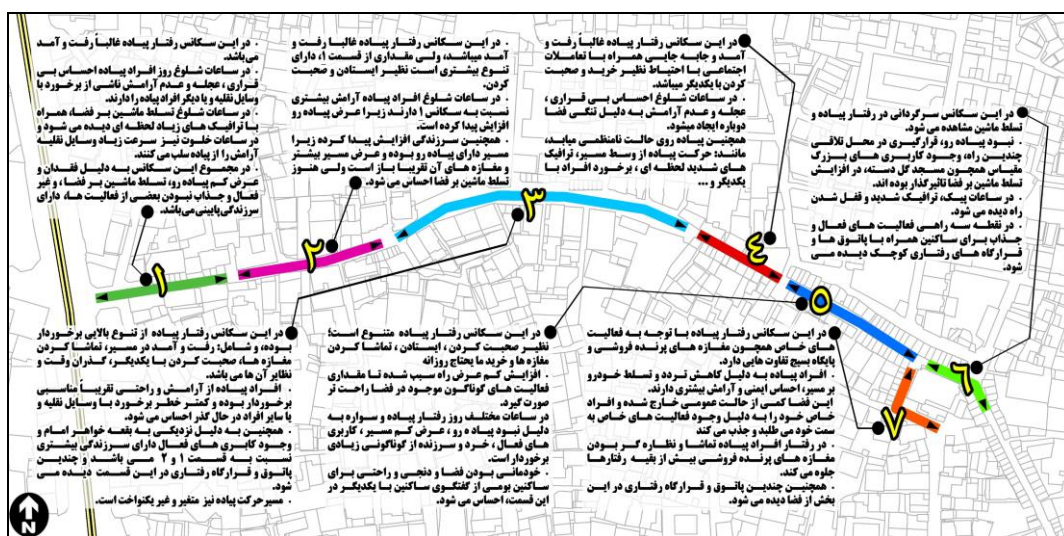 . در این سکانس رفتار پیاده غالباً رفت و آمد
می‌باشد.
. در ساعات شلوغ روز افراد پیاده احساس بی
قراری، عجله و عدم آرامش ناشی از برخورد با
وسایل نقلیه و یا دیگر افراد پیاده را دارند.
. در ساعات شلوغ تسلط ماشین بر فضا، همراه
با ترافیک های زیاد لحظه ای دیده می شود و
در ساعات خلوت نیز سرعت زیاد وسایل نقلیه
آرامش را از پیاده سلب می کنند.
. در مجموع این سکانس به دلیل فقدان و
عرض کم پیاده رو، تسلط ماشین بر فضا، و غیر
فعال و جذاب نبودن بعضی از فعالیت ها، دارای
سرزندگی پایینی می‌باشد.
. در این سکانس رفتار پیاده غالباً رفت و
آمد میباشد، ولی مقداری از قسمت ۱، دارای
تنوع بیشتری است نظیر ایستادن و صحبت
کردن.
. در ساعات شلوغ افراد پیاده آرامش بیشتری
نسبت به سکانس ۱ دارند زیرا عرض پیاده رو
افزایش پیدا کرده است.
. همچنین سرزندگی افزایش پیدا کرده زیرا
مسیر دارای پیاده رو بوده و عرض مسیر بیشتر
و مغازه های آن تقریبا باز است ولی هنوز
تسلط ماشین بر فضا احساس می شود.
در این سکانس رفتار پیاده غالباً رفت و
آمد و جابه جایی همراه با تعاملات
اجتماعی با احتیاط نظیر خرید و صحبت
کردن با یکدیگر میباشد.
. در ساعات شلوغ احساس بی قراری،
عجله و عدم آرامش به دلیل تنگی فضا
دوباره ایجاد میشود.
همچنین پیاده روی حالت نامنظمی میابد،
مانند: حرکت پیاده از وسط مسیر، ترافیک
های شدید لحظه ای، برخورد افراد با
یکدیگر و ...
در این سکانس سرگردانی در رفتار پیاده و
تسلط ماشین مشاهده می شود.
. نبود پیاده رو، قرارگیری در محل تلاقی
چندین راه، وجود کاربری های بزرگ
مقیاس همچون مسجد گل دسته، در افزایش
تسلط ماشین بر فضا تاثیرگذار بوده اند.
. در ساعات پیک، ترافیک شدید و قفل شدن
راه دیده می شود.
. در نقطه سه راهی فعالیت های فعال و
جذاب برای ساکنین همراه با پاتوق ها و
قرارگاه های رفتاری کوچک دیده می
شود.
۱
۲
۳
٤
٥
٦
۷
در این سکانس رفتار پیاده از تنوع بالایی برخوردار
بوده، و شامل: رفت و آمد در مسیر، تماشا کردن
مغازه ها، صحبت کردن با یکدیگر، گذران وقت و
نظایر آن ها می باشد.
. افراد پیاده از آرامش و راحتی تقریباً مناسبی
برخوردار بوده و کمتر خطر برخورد با وسایل نقلیه و
یا سایر افراد در حال گذر احساس می شود.
. همچنین به دلیل نزدیکی به بقعه خواهر امام و
وجود کابری های فعال دارای سرزندگی بیشتری
نسبت به قسمت ۱ و ۲ می باشد و چندین
پاتوق و قرارگاه رفتاری در این قسمت دیده می
شود.
. مسیر حرکت پیاده نیز متغیر و غیر یکنواخت است.
در این سکانس رفتار پیاده متنوع است؛
نظیر صحبت کردن، ایستادن، تماشا کردن
مغازه ها و خرید ما یحتاج روزانه
. افزایش کم عرض راه سبب شده تا مقداری
فعالیت های گوناگون موجود در فضا راحت تر
صورت گیرد.
در ساعات مختلف روز رفتار پیاده و سواره به
دلیل نبود پیاده رو، عرض کم مسیر، کاربری
های فعال، خرد و سرزنده از گوناگونی زیادی
برخوردار است.
. خودمانی بودن فضا و دنجی و راحتی برای
ساکنین بومی از گفتگوی ساکنین با یکدیگر در
این قسمت، احساس می شود.
در این سکانس رفتار پیاده با توجه به فعالیت
های خاص همچون مغازه های پرنده فروشی و
پایگاه بسیج تفاوت هایی دارد.
. افراد پیاده به دلیل کاهش تردد و تسلط خودرو
بر مسیر، احساس ایمنی و آرامش بیشتری دارند.
این فضا کمی از حالت عمومی خارج شده و افراد
خاص خود را به دلیل وجود فعالیت های خاص به
سمت خود می طلبد و جذب می کند.
. در رفتار افراد پیاده تماشا و نظاره گر بودن
مغازه های پرنده فروشی بیش از بقیه رفتارها
جلوه می کند.
. همچنین چندین پاتوق و قرارگاه رفتاری در این
بخش از فضا دیده می شود.
N